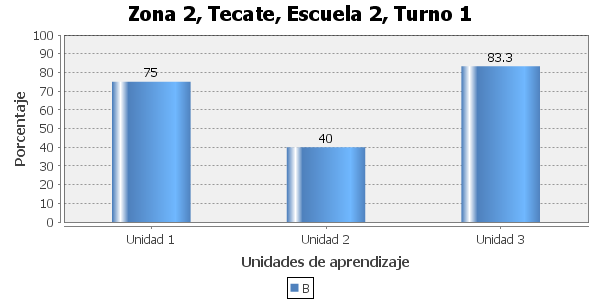 Zona 2, Tecate, Escuela 2, Turno 1
Porcentaje
100
90
80
70
60
50
40
30
20
10
0
75
40
83.3
Unidad 1
Unidad 2
Unidad 3
Unidades de aprendizaje
B